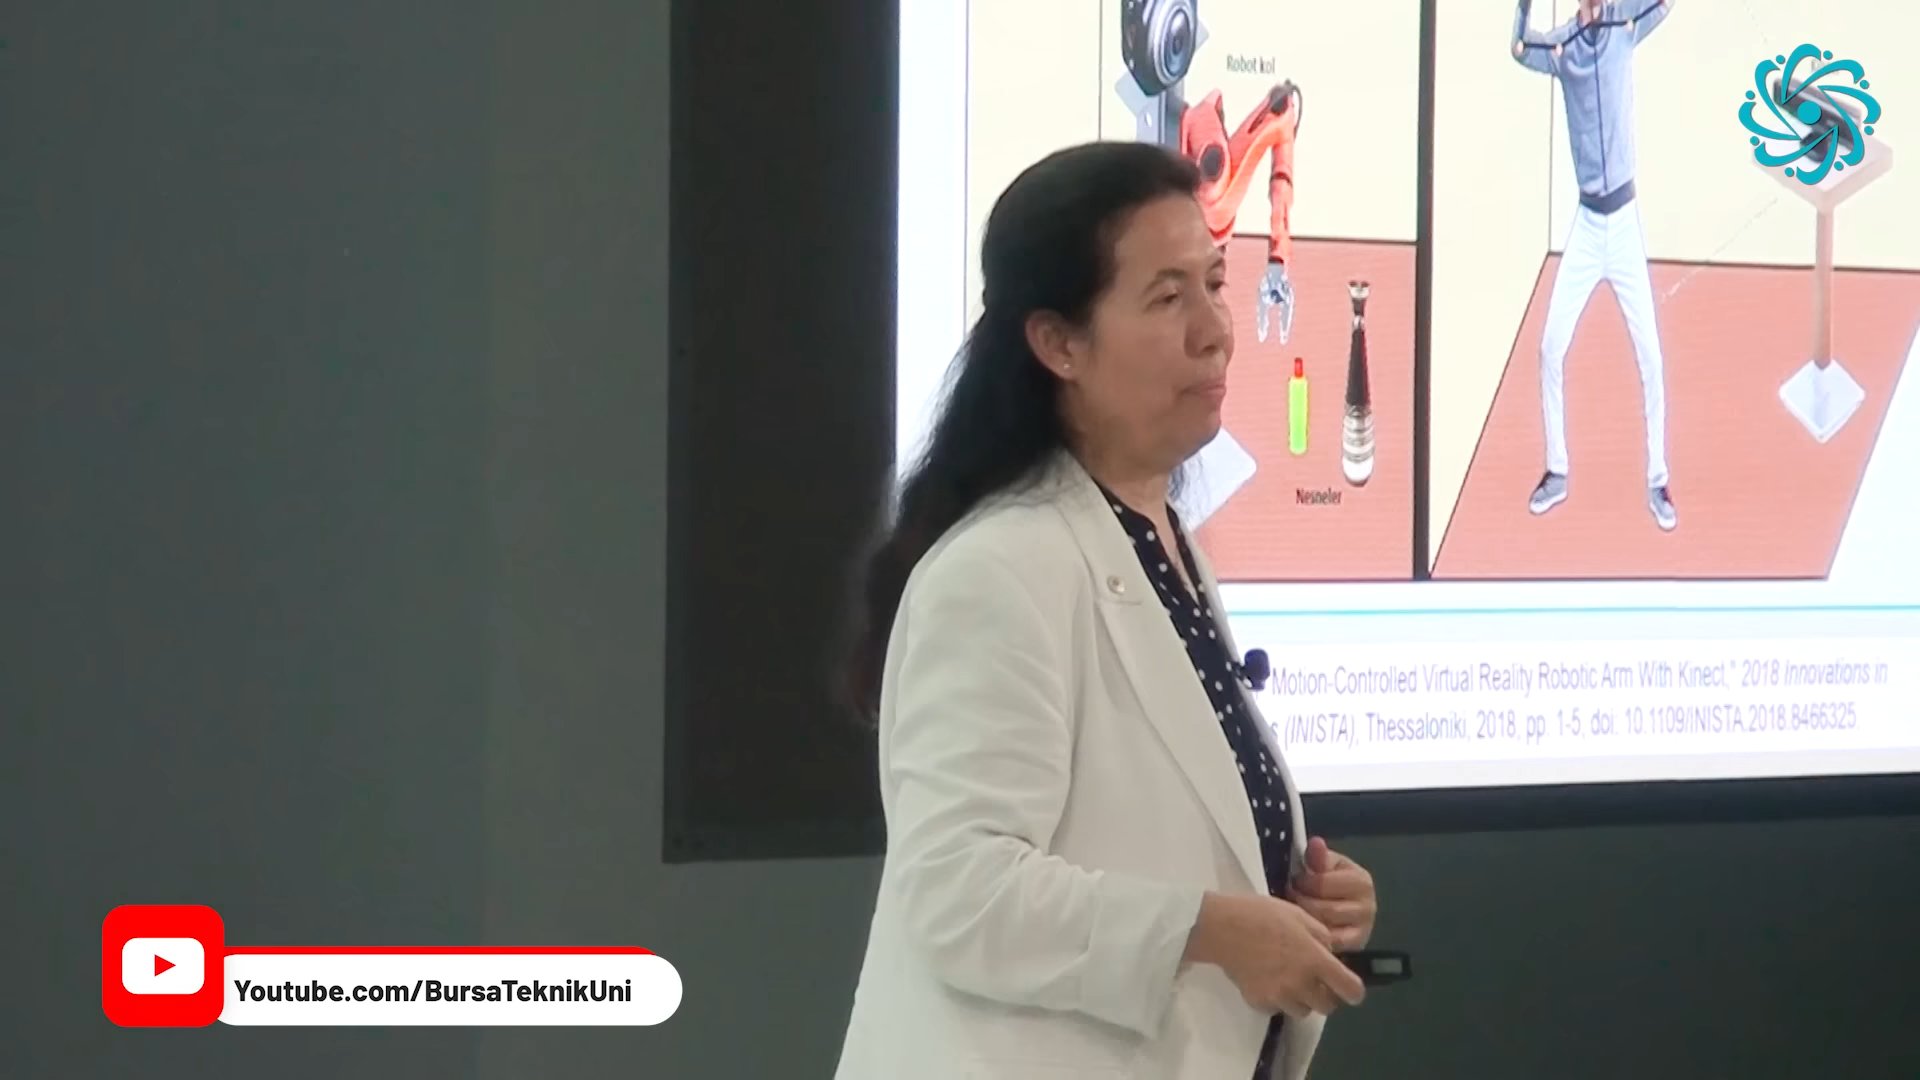 Robot kol
Nesneler
Motion-Controlled Virtual Reality Robotic Arm With Kinect," 2018 Innovations in
s (INISTA), Thessaloniki, 2018, pp. 1-5, doi: 10.1109/INISTA.2018.8466325.
Youtube.com/BursaTeknikUni